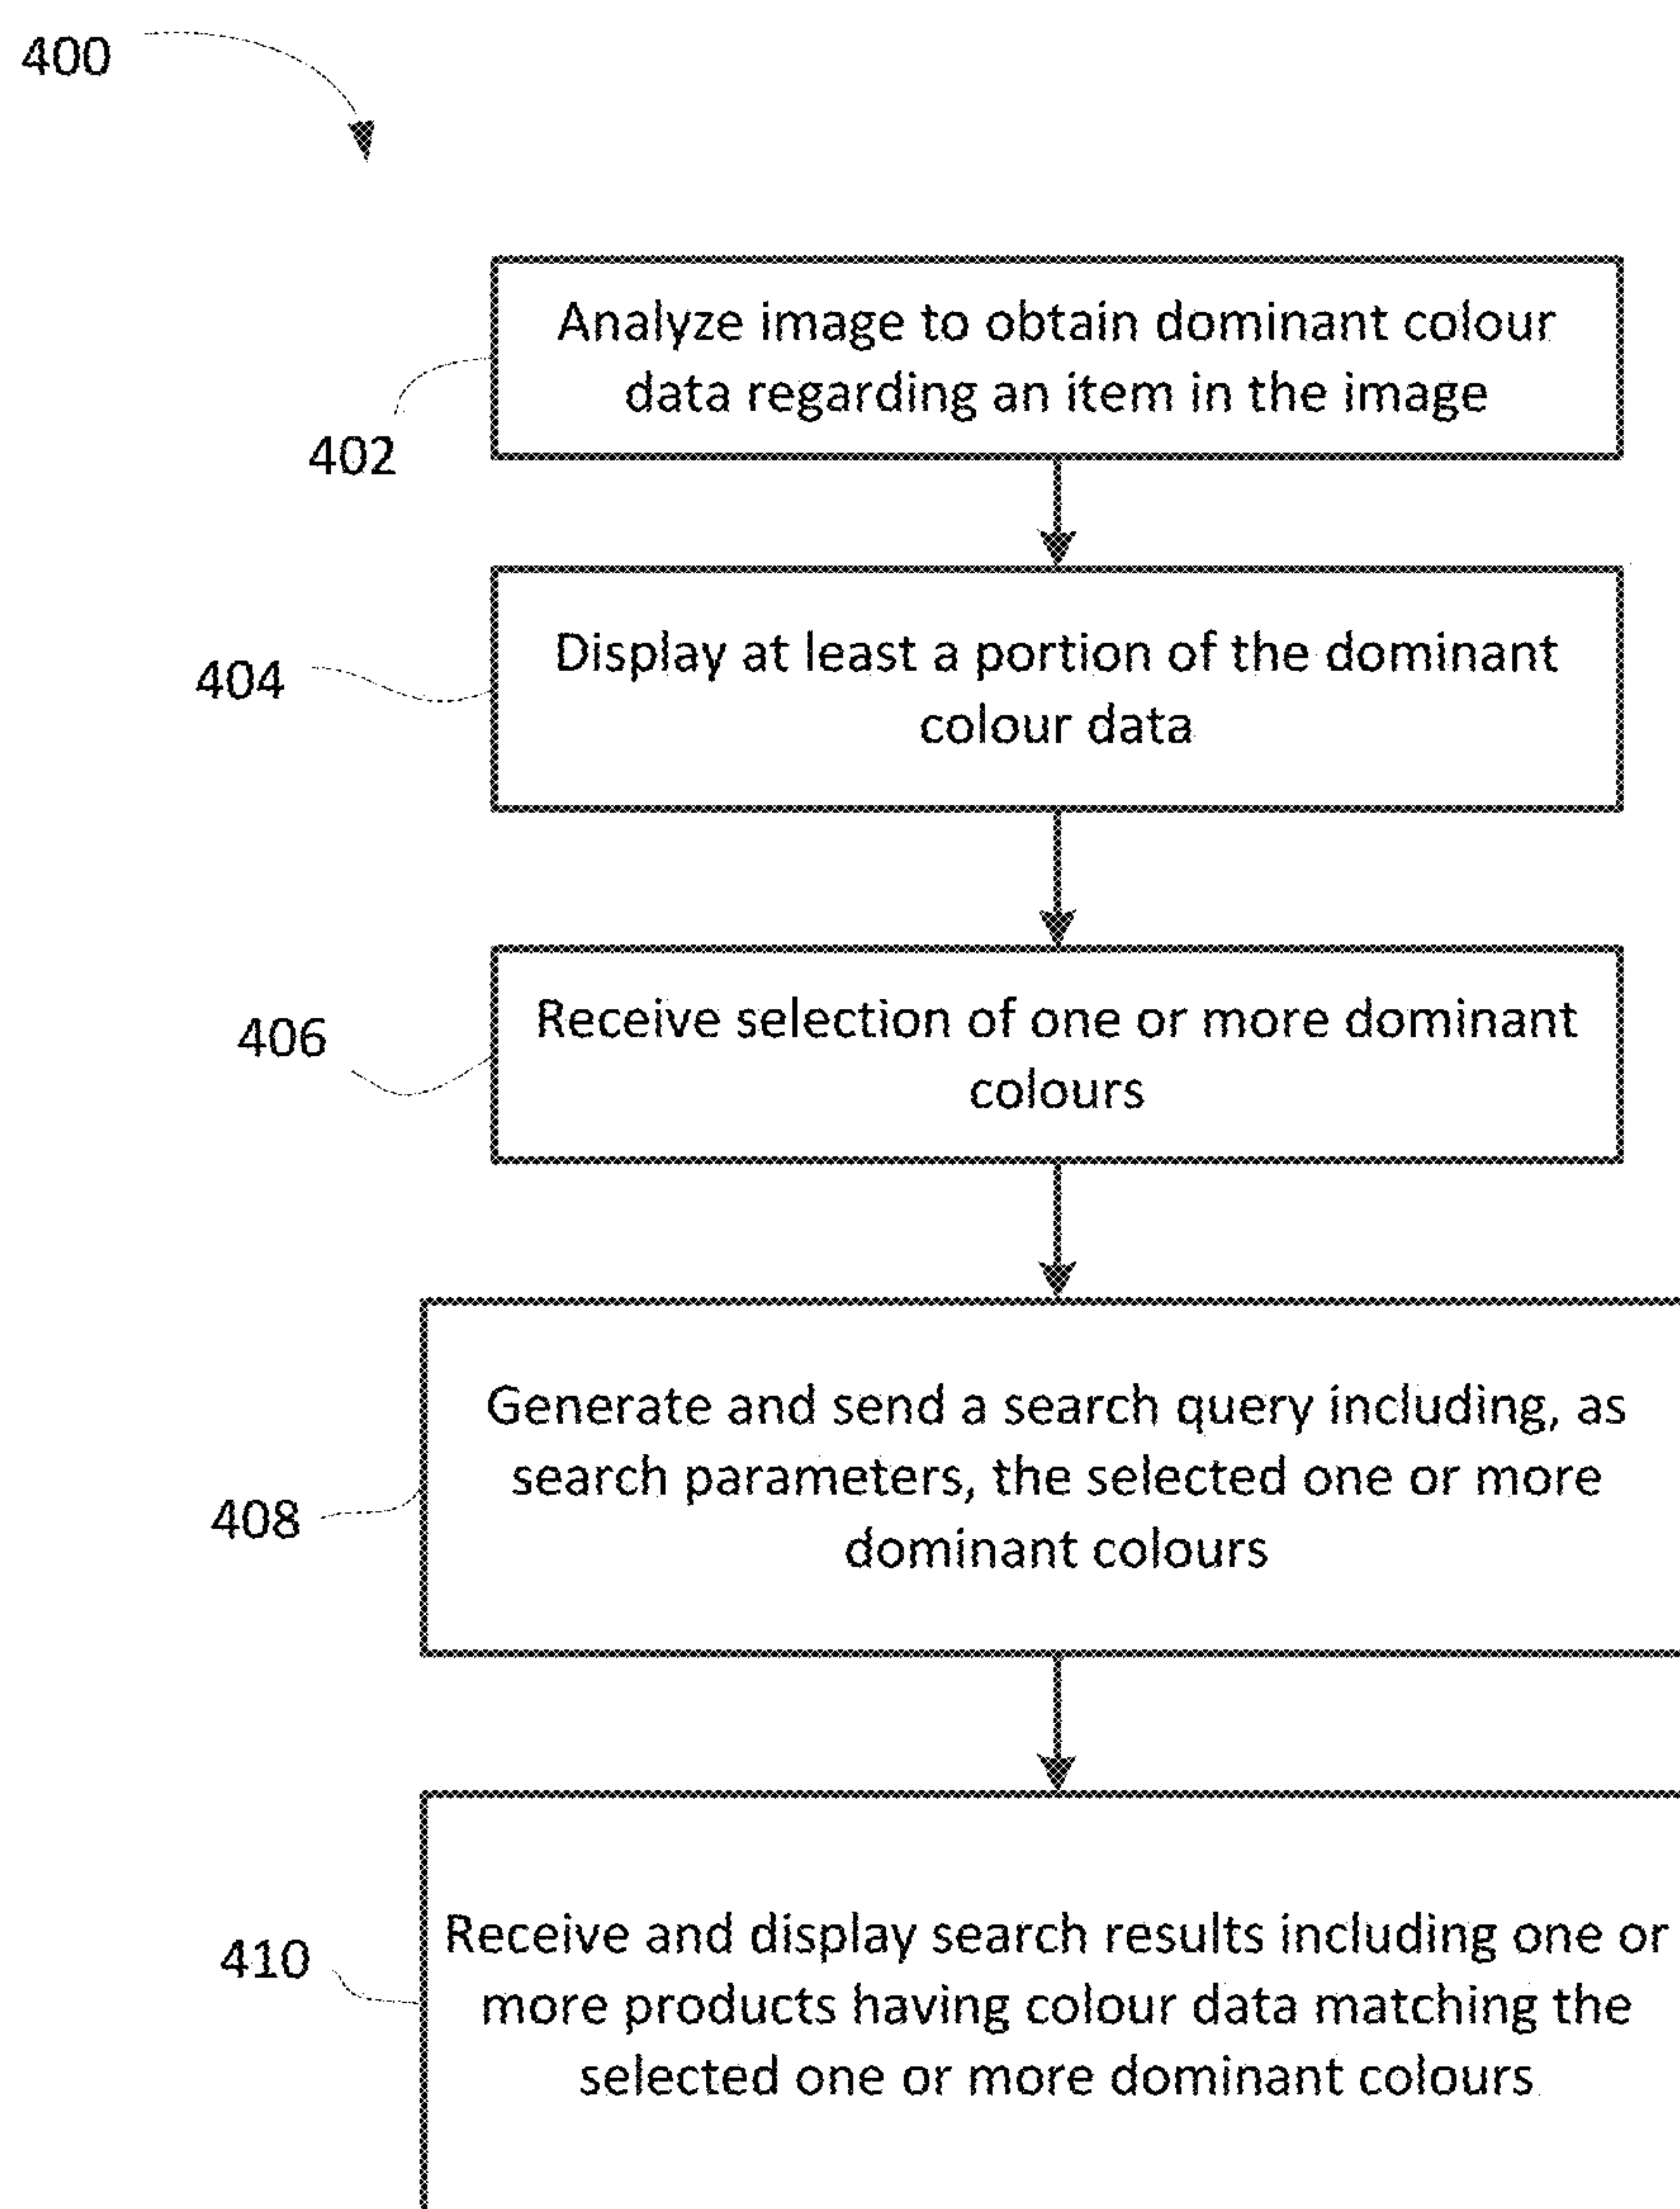 400
Analyze image to obtain dominant colour
data regarding an item in the image
402
Display at least a portion of the dominant
colour data
404
Receive selection of one or more dominant
colours
406
Generate and send a search query including, as
search parameters, the selected one or more
dominant colours
408
Receive and display search results including one or
more products having colour data matching the
selected one or more dominant colours
410